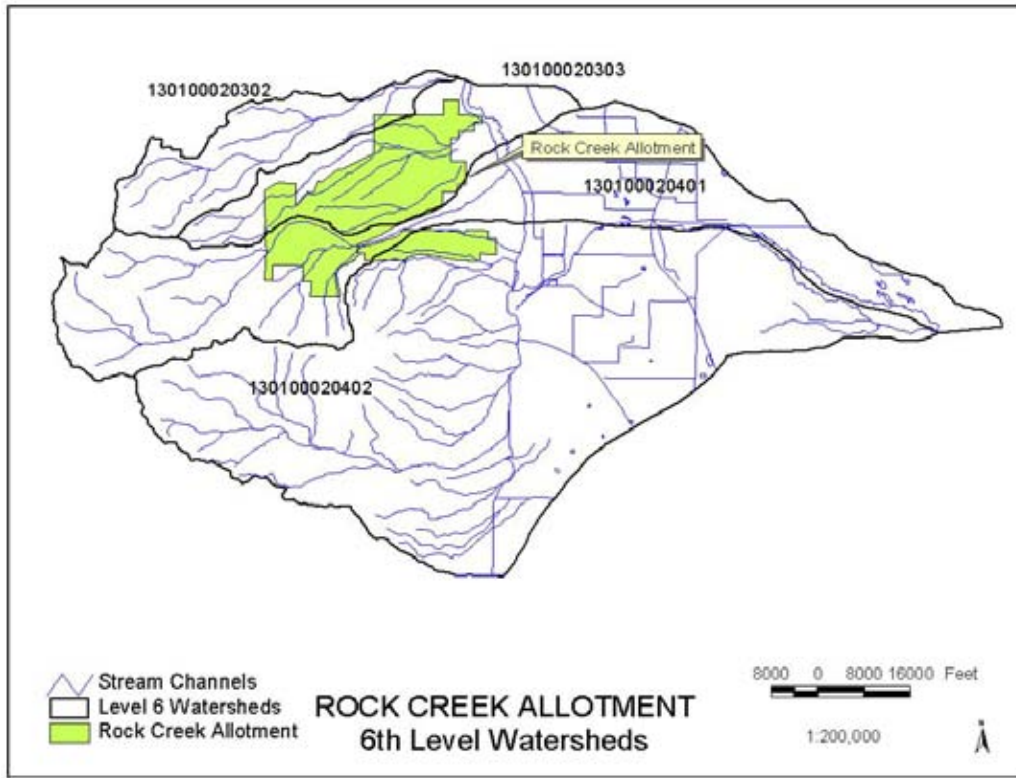 130100020303
130100020302
Rock Creek Allotment
130100020401
130100020402
Stream Channels
Level 6 Watersheds
Rock Creek Allotment
ROCK CREEK ALLOTMENT
6th Level Watersheds
8000 0 8000 16000 Feet
1:200,000
N